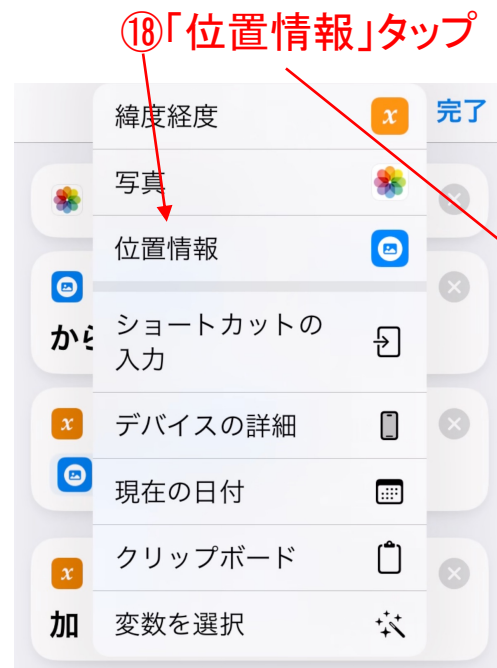 ⑱「位置情報」タップ
緯度経度
x
完了
写真
位置情報
から
ショートカットの
入力
x
デバイスの詳細
現在の日付
クリップボード
x
加
変数を選択